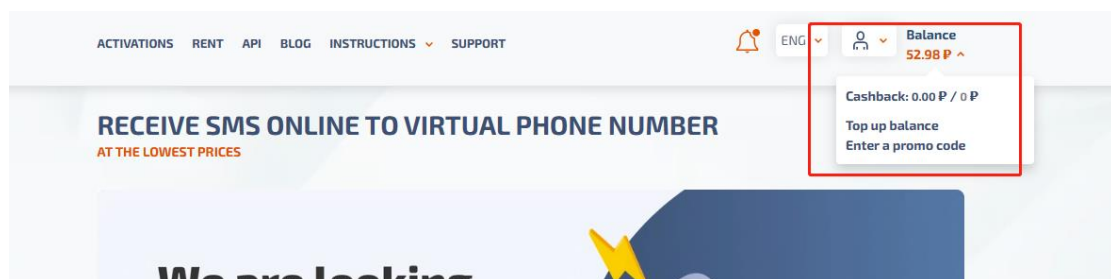 ACTIVATIONS RENT API BLOG INSTRUCTIONS SUPPORT
ENG
Balance
52.98 ₽
Cashback: 0.00 ₽ / 0 ₽
Top up balance
Enter a promo code
RECEIVE SMS ONLINE TO VIRTUAL PHONE NUMBER
AT THE LOWEST PRICES
We are looking